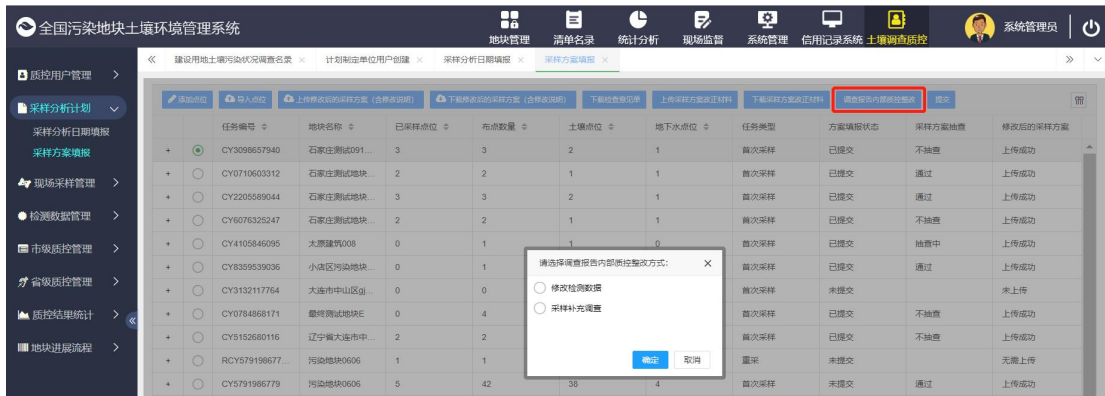 全国污染地块土壤环境管理系统
地块管理 清单名录 统计分析 现场监督 系统管理 信用记录系统 土壤调查质控 系统管理员
质控用户管理
采样分析计划
采样分析日期填报
采样方案填报
现场采样管理
检测数据管理
市级质控管理
省级质控管理
质控结果统计
地块进展流程
建设用地土壤污染状况调查名录 × 计划制定单位用户创建 × 采样分析日期填报 × 采样方案填报 ×
添加点位 导入点位 上传修改后的采样方案（含修改说明） 下载修改后的采样方案（含修改说明） 下载检查意见单 上传采样方案改正材料 下载采样方案改正材料 调查报告内部质控整改 提交
任务编号 地块名称 已采样点位 布点数量 土壤点位 地下水点位 任务类型 方案填报状态 采样方案抽查 修改后的采样方案
+ CY3098657940 石家庄测试091... 3 3 2 1 首次采样 已提交 不抽查 上传成功
+ CY0710603312 石家庄测试地块... 2 2 1 1 首次采样 已提交 通过 上传成功
+ CY2205589044 石家庄测试地块... 3 3 2 1 首次采样 已提交 通过 上传成功
+ CY6076325247 石家庄测试地块... 2 2 1 1 首次采样 已提交 不抽查 上传成功
+ CY4105846095 太原建筑008 0 1 1 0 首次采样 已提交 抽查中 上传成功
+ CY8359539036 小店区污染地块... 0 1 首次采样 已提交 通过 上传成功
+ CY3132117764 大连市中山区gj... 0 0 首次采样 未提交 未上传
+ CY0784868171 最终测试地块E 0 4 首次采样 已提交 不抽查 上传成功
+ CY5152680116 辽宁省大连市中... 2 2 首次采样 已提交 不抽查 上传成功
+ RCY579198677... 污染地块0606 1 1 重采 未提交 无需上传
+ CY5791986779 污染地块0606 5 42 38 4 首次采样 未提交 通过 上传成功
请选择调查报告内部质控整改方式： ×
修改检测数据
采样补充调查
确定 取消